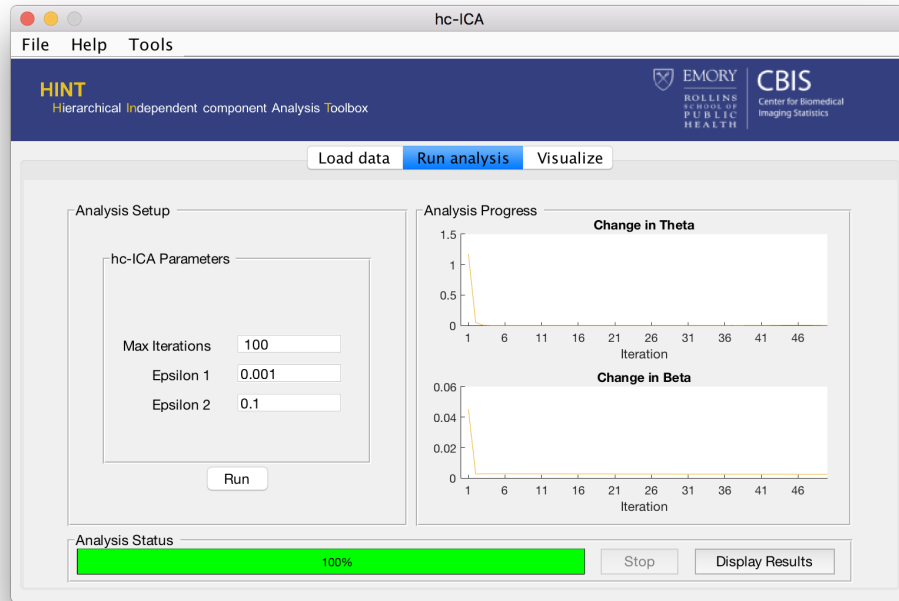 hc-ICA
File Help Tools
HINT
Hierarchical Independent component Analysis Toolbox
EMORY
ROLLINS
SCHOOL OF
PUBLIC
HEALTH
CBIS
Center for Biomedical
Imaging Statistics
Load data Run analysis Visualize
Analysis Setup
hc-ICA Parameters
Max Iterations 100
Epsilon 1 0.001
Epsilon 2 0.1
Run
Analysis Progress
Change in Theta
1.5
1
0.5
0
1 6 11 16 21 26 31 36 41 46
Iteration
Change in Beta
0.06
0.04
0.02
0
1 6 11 16 21 26 31 36 41 46
Iteration
Analysis Status
100% Stop Display Results